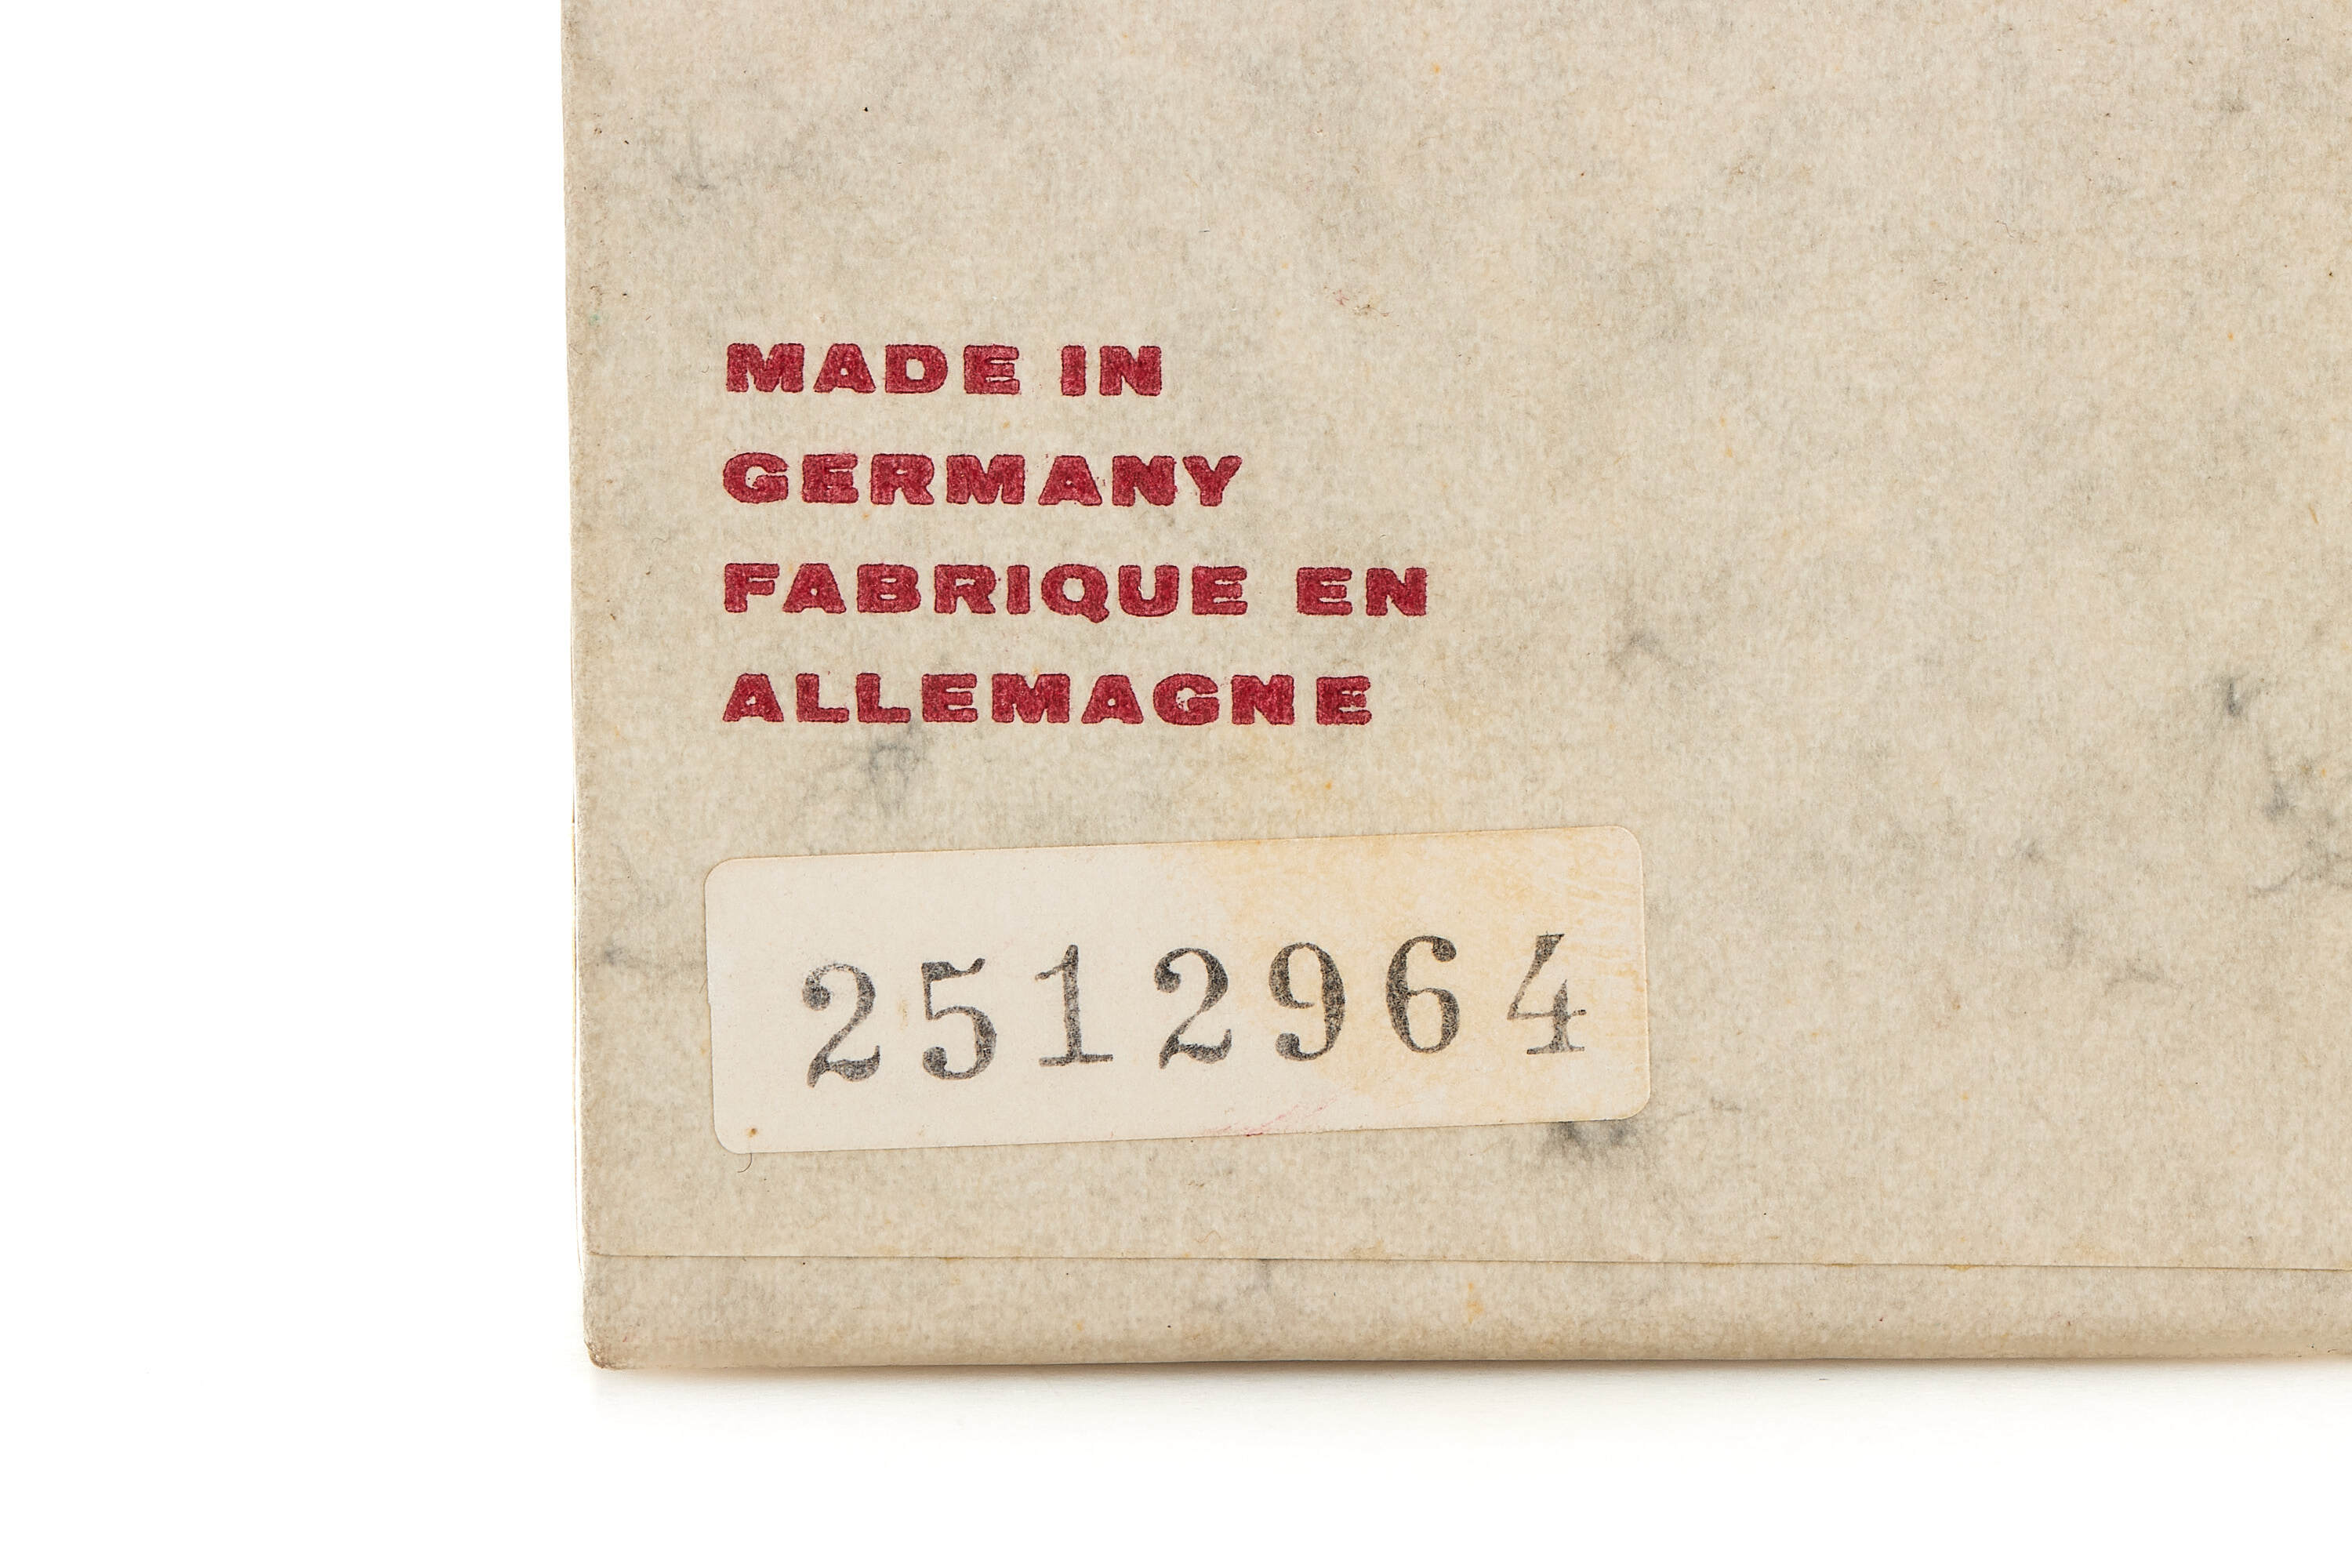 MADE IN
GERMANY
FABRIQUE EN
ALLEMAGNE
2512964